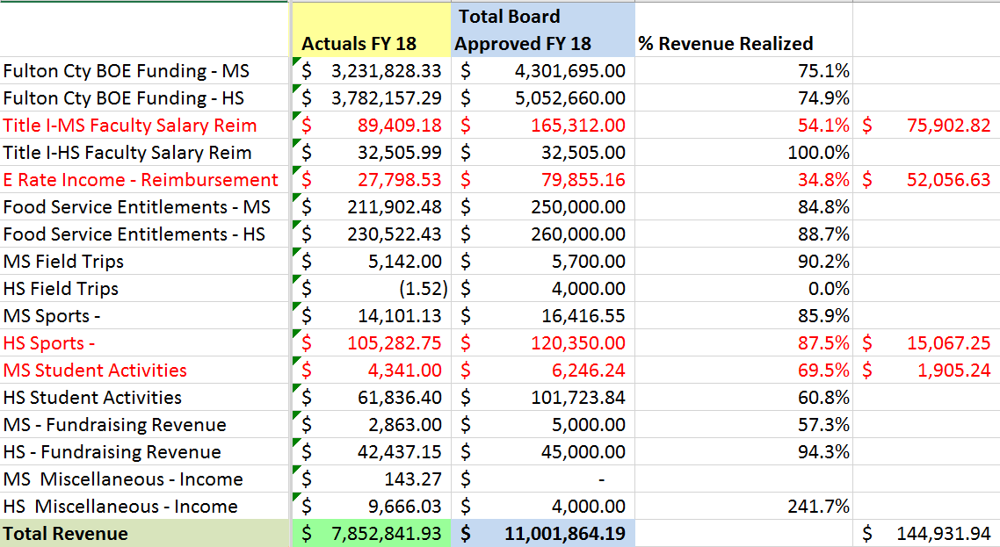 Total Board
Actuals FY 18 Approved FY 18 % Revenue Realized
Fulton Cty BOE Funding - MS $ 3,231,828.33 $ 4,301,695.00 75.1%
Fulton Cty BOE Funding - HS $ 3,782,157.29 $ 5,052,660.00 74.9%
Title I-MS Faculty Salary Reim $ 89,409.18 $ 165,312.00 54.1% $ 75,902.82
Title I-HS Faculty Salary Reim $ 32,505.99 $ 32,505.00 100.0%
E Rate Income - Reimbursement $ 27,798.53 $ 79,855.16 34.8% $ 52,056.63
Food Service Entitlements - MS $ 211,902.48 $ 250,000.00 84.8%
Food Service Entitlements - HS $ 230,522.43 $ 260,000.00 88.7%
MS Field Trips $ 5,142.00 $ 5,700.00 90.2%
HS Field Trips $ (1.52) $ 4,000.00 0.0%
MS Sports - $ 14,101.13 $ 16,416.55 85.9%
HS Sports - $ 105,282.75 $ 120,350.00 87.5% $ 15,067.25
MS Student Activities $ 4,341.00 $ 6,246.24 69.5% $ 1,905.24
HS Student Activities $ 61,836.40 $ 101,723.84 60.8%
MS - Fundraising Revenue $ 2,863.00 $ 5,000.00 57.3%
HS - Fundraising Revenue $ 42,437.15 $ 45,000.00 94.3%
MS Miscellaneous - Income $ 143.27 $ -
HS Miscellaneous - Income $ 9,666.03 $ 4,000.00 241.7%
Total Revenue $ 7,852,841.93 $ 11,001,864.19 $ 144,931.94